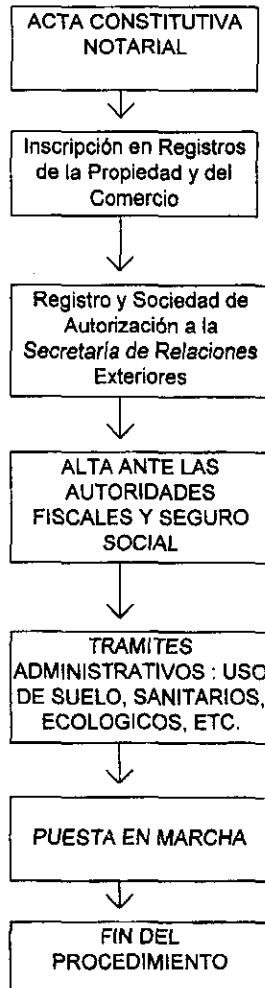 ACTA CONSTITUTIVA
NOTARIAL
Inscripción en Registros
de la Propiedad y del
Comercio
Registro y Sociedad de
Autorización a la
Secretaría de Relaciones
Exteriores
ALTA ANTE LAS
AUTORIDADES
FISCALES Y SEGURO
SOCIAL
TRAMITES
ADMINISTRATIVOS : USO
DE SUELO, SANITARIOS,
ECOLOGICOS, ETC.
PUESTA EN MARCHA
FIN DEL
PROCEDIMIENTO